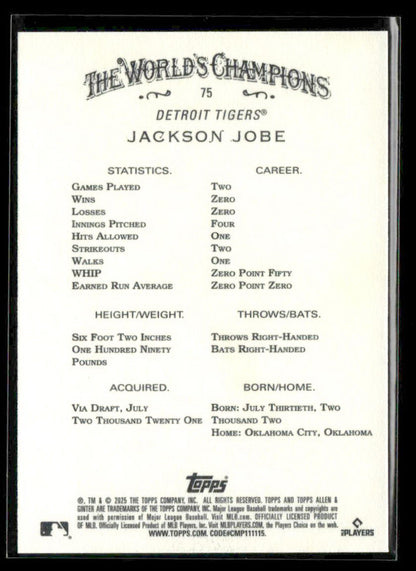 THE WORLD'S CHAMPIONS
75
DETROIT TIGERS®
JACKSON JOBE
STATISTICS. CAREER.
GAMES PLAYED TWO
WINS ZERO
LOSSES ZERO
INNINGS PITCHED FOUR
HITS ALLOWED ONE
STRIKEOUTS TWO
WALKS ONE
WHIP ZERO POINT FIFTY
EARNED RUN AVERAGE ZERO POINT ZERO
HEIGHT/WEIGHT. THROWS/BATS.
SIX FOOT TWO INCHES THROWS RIGHT-HANDED
ONE HUNDRED NINETY BATS RIGHT-HANDED
POUNDS
ACQUIRED. BORN/HOME.
VIA DRAFT, JULY BORN: JULY THIRTIETH, TWO
TWO THOUSAND TWENTY ONE THOUSAND TWO
HOME: OKLAHOMA CITY, OKLAHOMA
Topps
®, TM & © 2025 THE TOPPS COMPANY, INC. ALL RIGHTS RESERVED. TOPPS AND TOPPS ALLEN &
GINTER ARE TRADEMARKS OF THE TOPPS COMPANY, INC. Major League Baseball trademarks and copyrights are
used with permission of Major League Baseball. Visit MLB.com. OFFICIALLY LICENSED PRODUCT
OF MLB. Officially Licensed Product of MLB Players, Inc. Visit MLBPLAYERS.COM, the Players Choice on the web.
WWW.TOPPS.COM. CODE#CMP111115.
PLAYERS